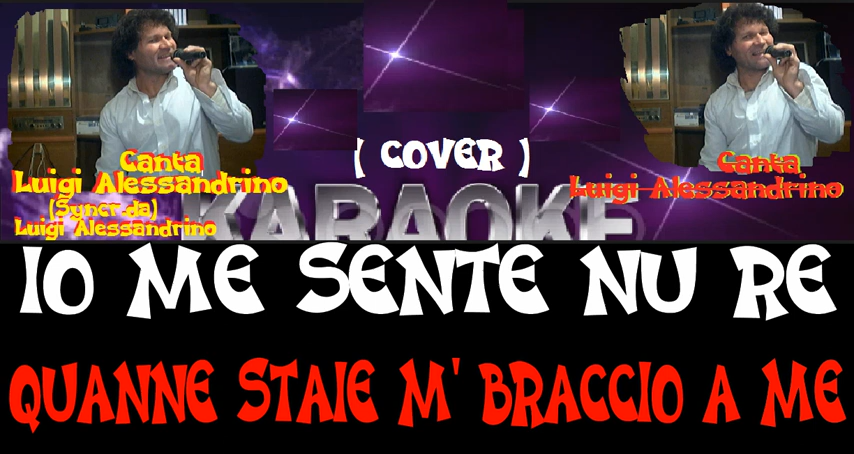 ( COVER )
Canta
Luigi Alessandrino
(Syncr da)
Luigi Alessandrino
Canta
Luigi Alessandrino
KARAOKE
IO ME SENTE NU RE
QUANNE STAIE M' BRACCIO A ME